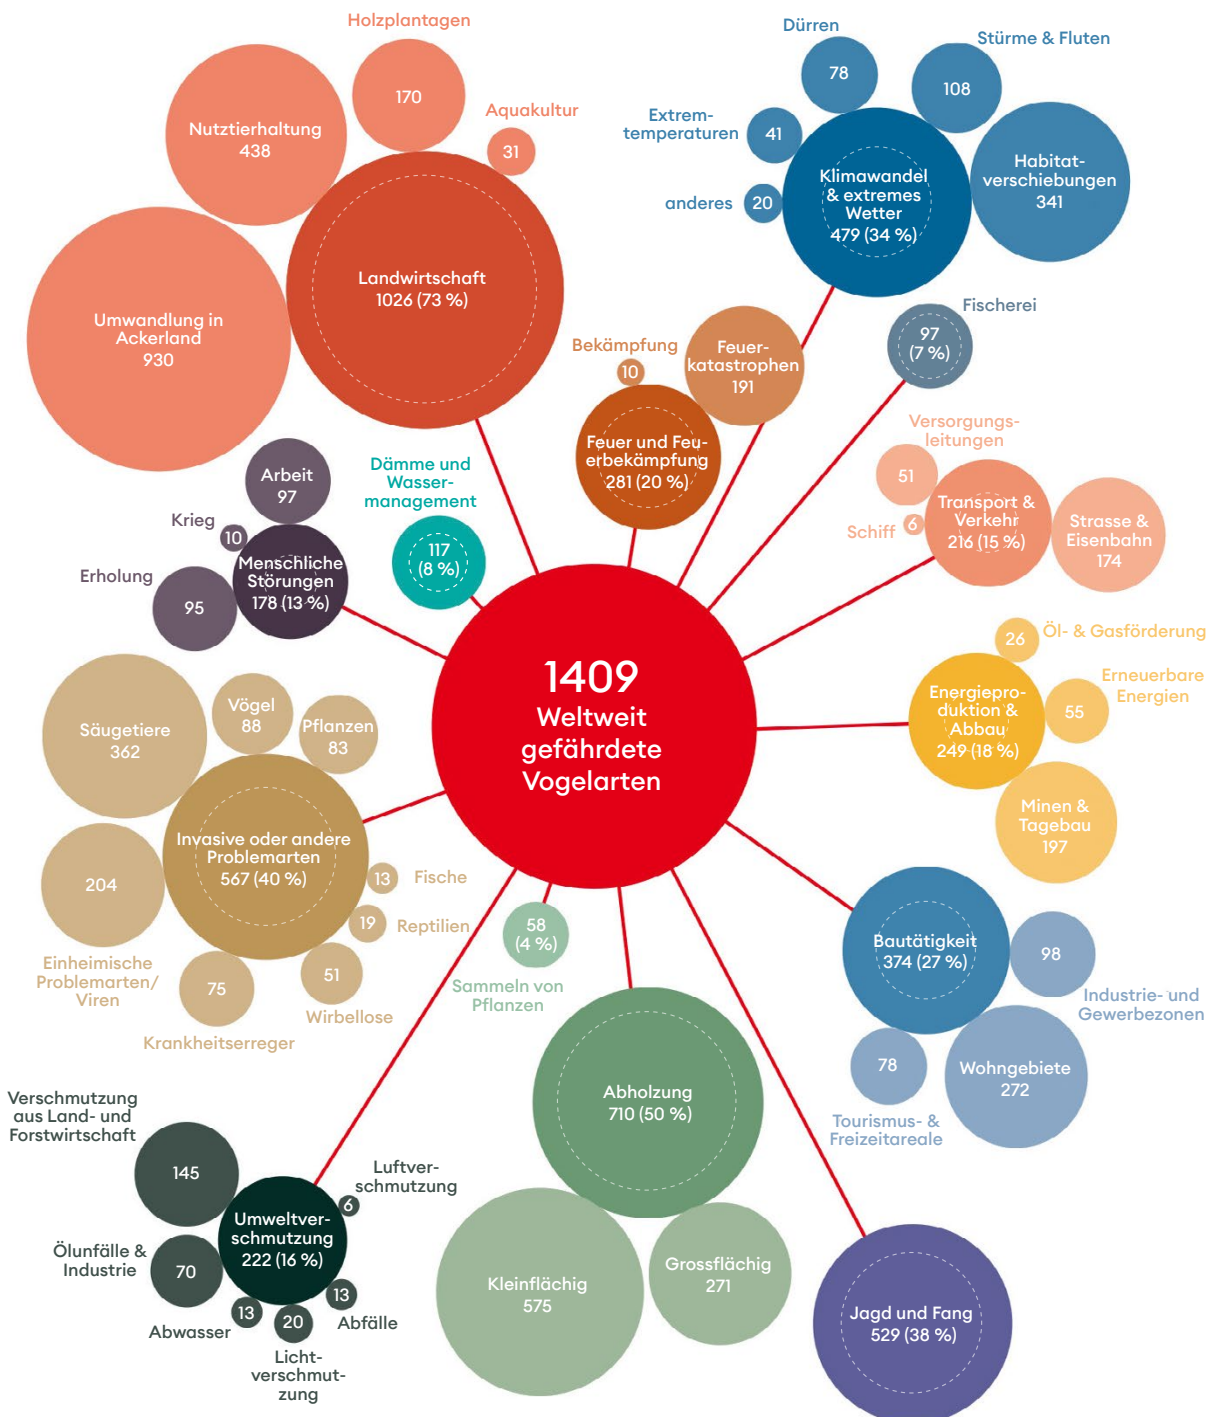 Holzplantagen
170
Nutztierhaltung
438
Aquakultur
31
Landwirtschaft
1026 (73 %)
Umwandlung in
Ackerland
930
Dürren
78
Stürme & Fluten
108
Extrem-
temperaturen
41
anderes
20
Klimawandel
& extremes
Wetter
479 (34 %)
Habitat-
verschiebungen
341
Fischerei
97
(7 %)
Bekämpfung
10
Feuer-
katastrophen
191
Feuer und Feu-
erbekämpfung
281 (20 %)
Versorgungs-
leitungen
51
Schiff
6
Transport &
Verkehr
216 (15 %)
Strasse &
Eisenbahn
174
Arbeit
97
Krieg
10
Erholung
95
Menschliche
Störungen
178 (13 %)
Dämme und
Wasser-
management
117
(8 %)
1409
Weltweit
gefährdete
Vogelarten
26
Öl- & Gasförderung
Energiepro-
duktion &
Abbau
249 (18 %)
Erneuerbare
Energien
55
Minen &
Tagebau
197
Säugetiere
362
Vögel
88
Pflanzen
83
Invasive oder andere
Problemarten
567 (40 %)
204
Einheimische
Problemarten/
Viren
75
Krankheitserreger
51
Wirbellose
19
Reptilien
13
Fische
58
(4 %)
Sammeln von
Pflanzen
Bautätigkeit
374 (27 %)
98
Industrie- und
Gewerbezonen
78
Tourismus- &
Freizeitareale
Wohngebiete
272
Abholzung
710 (50 %)
Kleinflächig
575
Grossflächig
271
Jagd und Fang
529 (38 %)
Verschmutzung
aus Land- und
Forstwirtschaft
145
Luftver-
schmutzung
6
Umweltver-
schmutzung
222 (16 %)
Ölunfälle &
Industrie
70
13
Abwasser
20
Licht-
verschmut-
zung
13
Abfälle